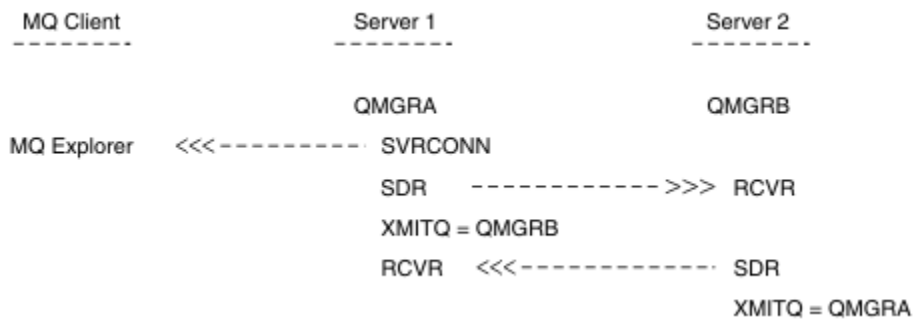 MQ Client Server 1 Server 2
QMGRA QMGRB
MQ Explorer <<<---------- SVRCONN
SDR ------------->>> RCVR
XMITQ = QMGRB
RCVR <<<------------- SDR
XMITQ = QMGRA